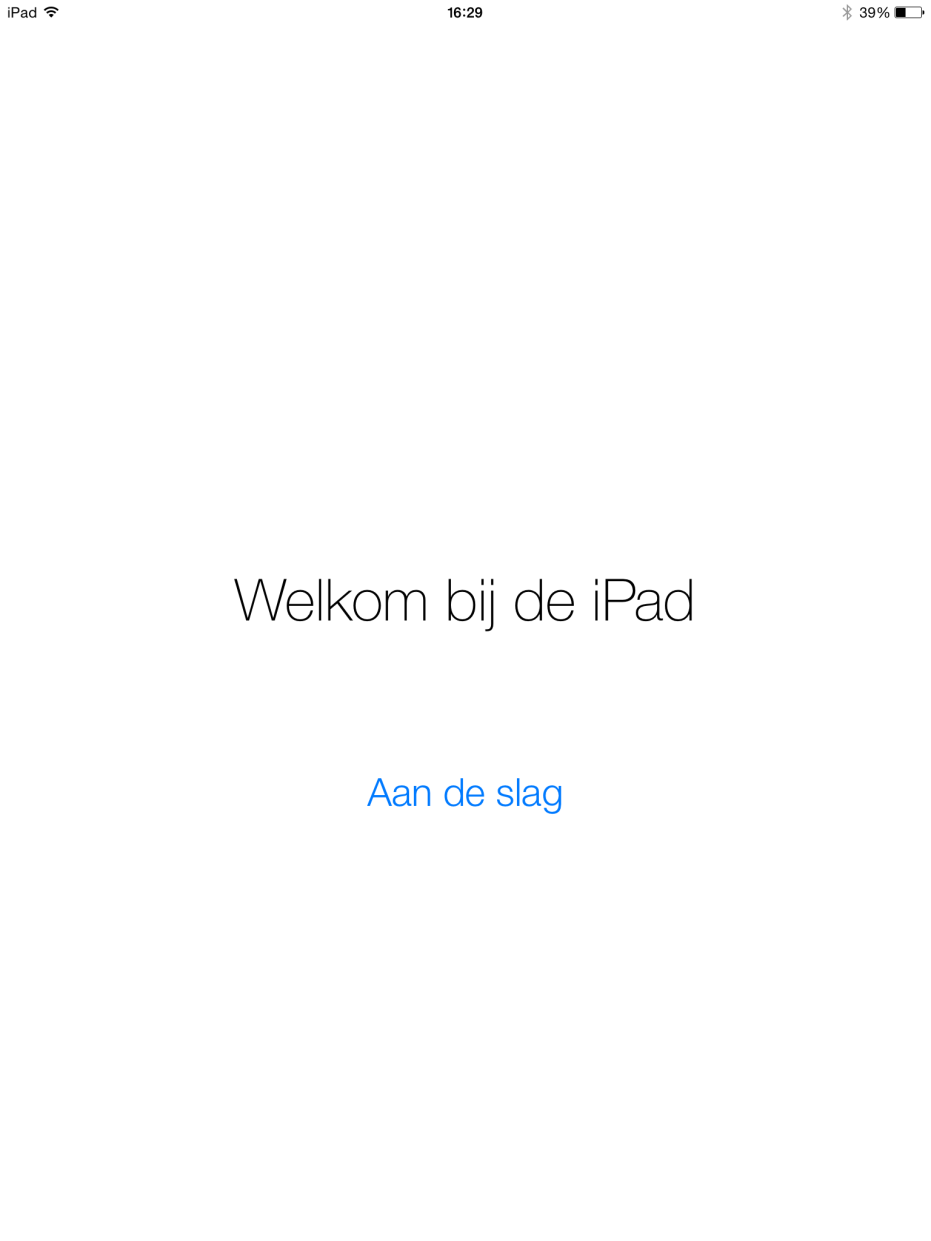 iPad 16:29 39%
Welkom bij de iPad
Aan de slag